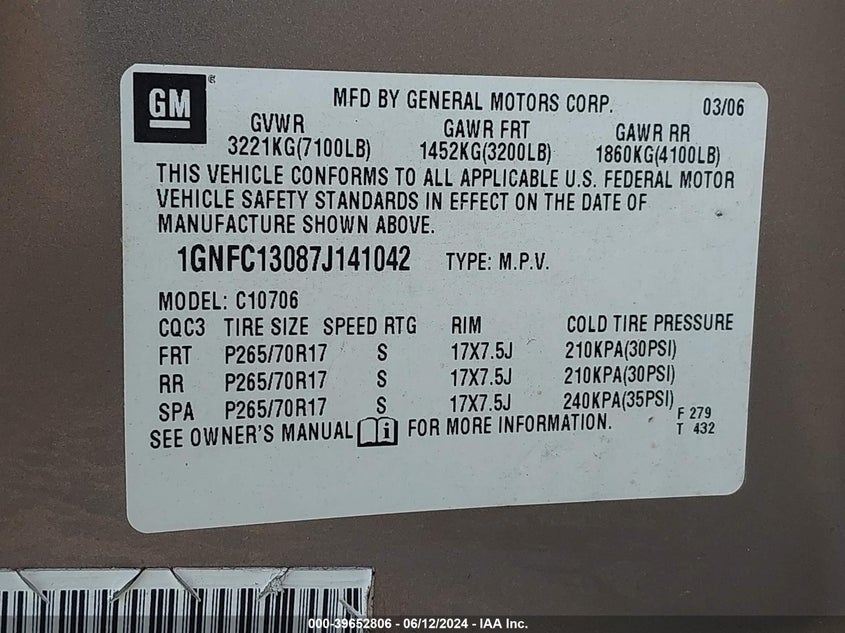 GM
MFD BY GENERAL MOTORS CORP. 03/06
GVWR GAWR FRT GAWR RR
3221KG(7100LB) 1452KG(3200LB) 1860KG(4100LB)
THIS VEHICLE CONFORMS TO ALL APPLICABLE U.S. FEDERAL MOTOR
VEHICLE SAFETY STANDARDS IN EFFECT ON THE DATE OF
MANUFACTURE SHOWN ABOVE.
1GNFC13087J141042 TYPE: M.P.V.
MODEL: C10706
CQC3 TIRE SIZE SPEED RTG RIM COLD TIRE PRESSURE
FRT P265/70R17 S 17X7.5J 210KPA(30PSI)
RR P265/70R17 S 17X7.5J 210KPA(30PSI)
SPA P265/70R17 S 17X7.5J 240KPA(35PSI)
SEE OWNER'S MANUAL i FOR MORE INFORMATION.
F 279
T 432
000-39652806 - 06/12/2024 - IAA Inc.